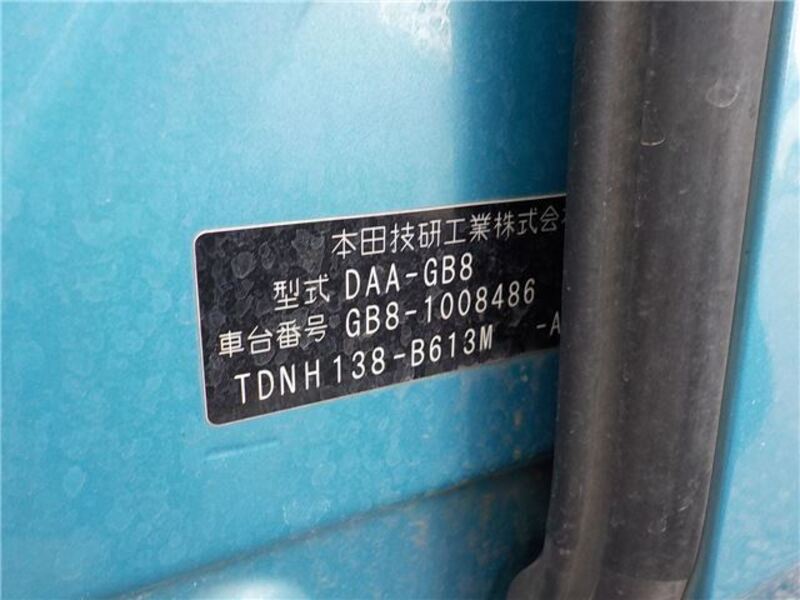 本田技研工業株式会
型式 DAA-GB8
車台番号 GB8-1008486
TDNH138-B613M -A